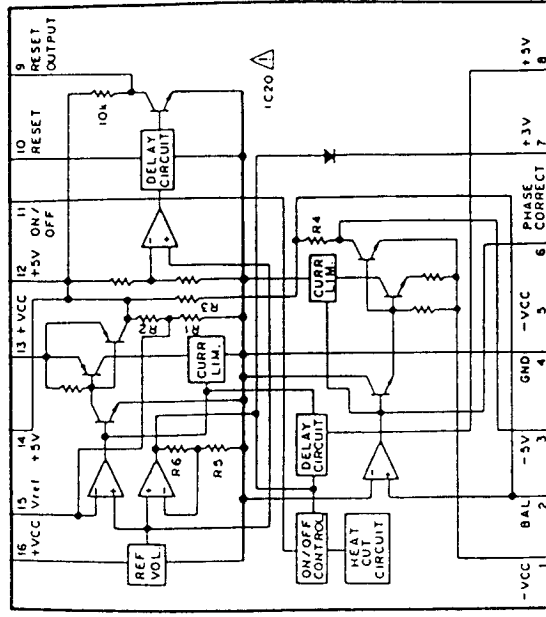 16 15 14 13 12 11 10 9
+VCC Vref +5V +VCC +5V ON/OFF RESET RESET OUTPUT
10k
R2
R1
R3
REF VOL
R6
R5
CURR LIM.
DELAY CIRCUIT
IC20
ON/OFF CONTROL
DELAY CIRCUIT
CURR LIM.
R4
HEAT CUT CIRCUIT
-VCC BAL -5V GND -VCC PHASE CORRECT +3V +5V
1 2 3 4 5 6 7 8